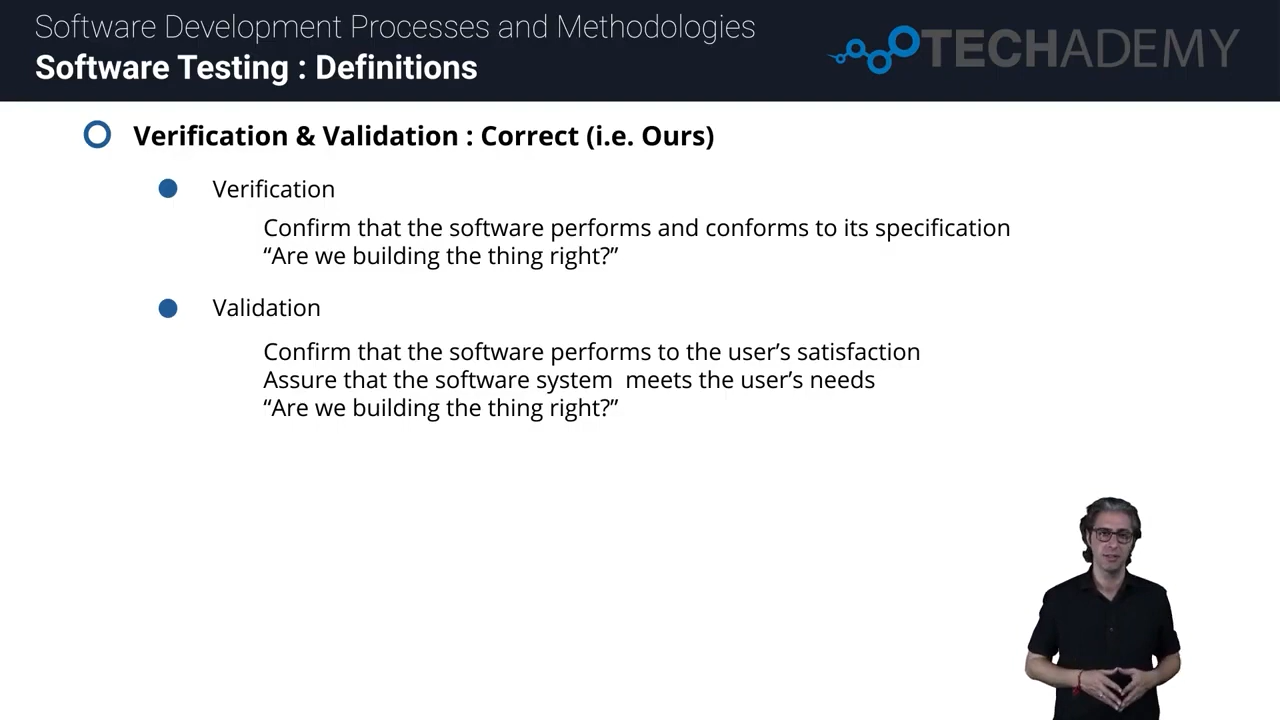 Software Development Processes and Methodologies
Software Testing : Definitions
TECHADEMY
Verification & Validation : Correct (i.e. Ours)
Verification
Confirm that the software performs and conforms to its specification
“Are we building the thing right?”
Validation
Confirm that the software performs to the user’s satisfaction
Assure that the software system  meets the user’s needs
“Are we building the thing right?”